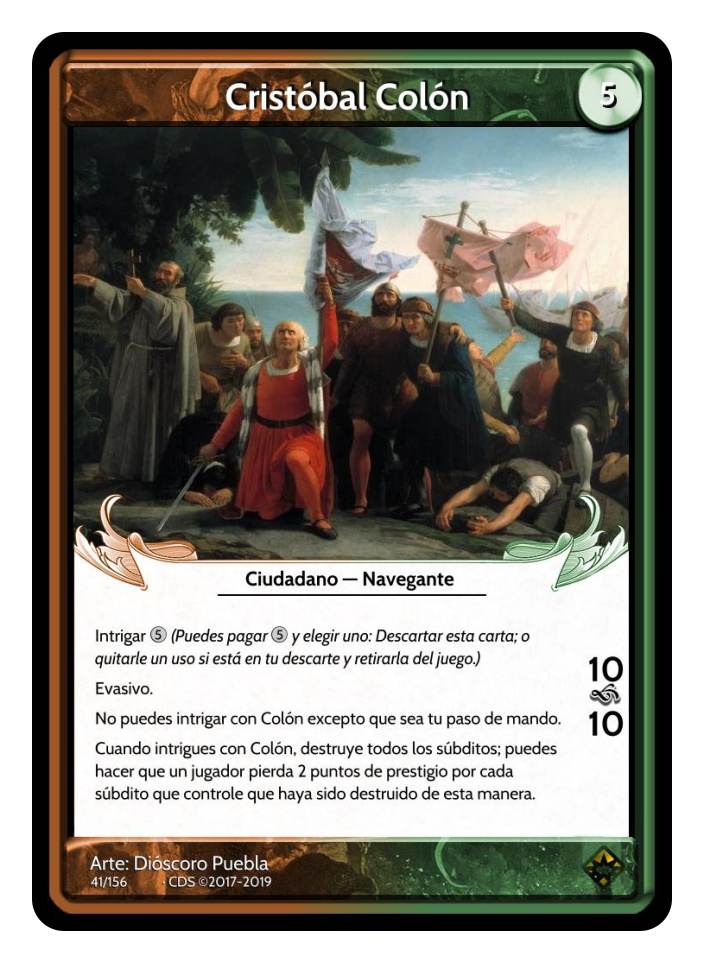 Cristóbal Colón
5
Ciudadano — Navegante
Intrigar 5 (Puedes pagar 5 y elegir uno: Descartar esta carta; o
quitarle un uso si está en tu descarte y retirarla del juego.)
Evasivo.
No puedes intrigar con Colón excepto que sea tu paso de mando.
Cuando intrigues con Colón, destruye todos los súbditos; puedes
hacer que un jugador pierda 2 puntos de prestigio por cada
súbdito que controle que haya sido destruido de esta manera.
10
10
Arte: Dióscoro Puebla
41/156 · CDS ©2017-2019